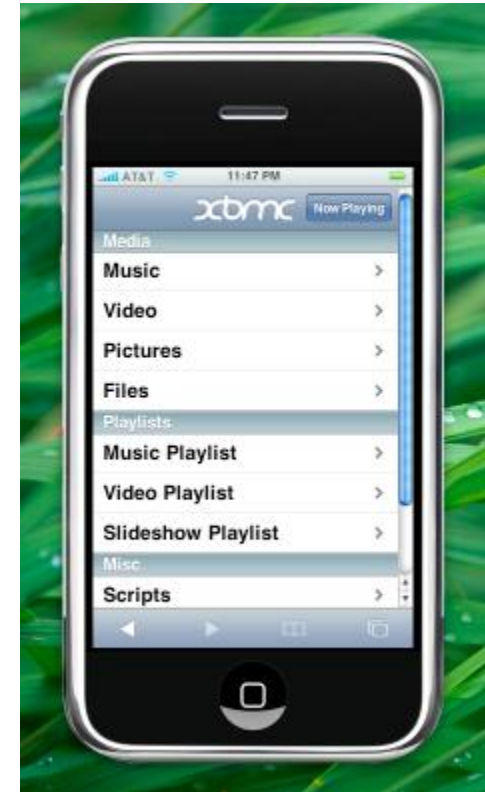 AT&T 11:47 PM
xbmc Now Playing
Media
Music
Video
Pictures
Files
Playlists
Music Playlist
Video Playlist
Slideshow Playlist
Misc
Scripts